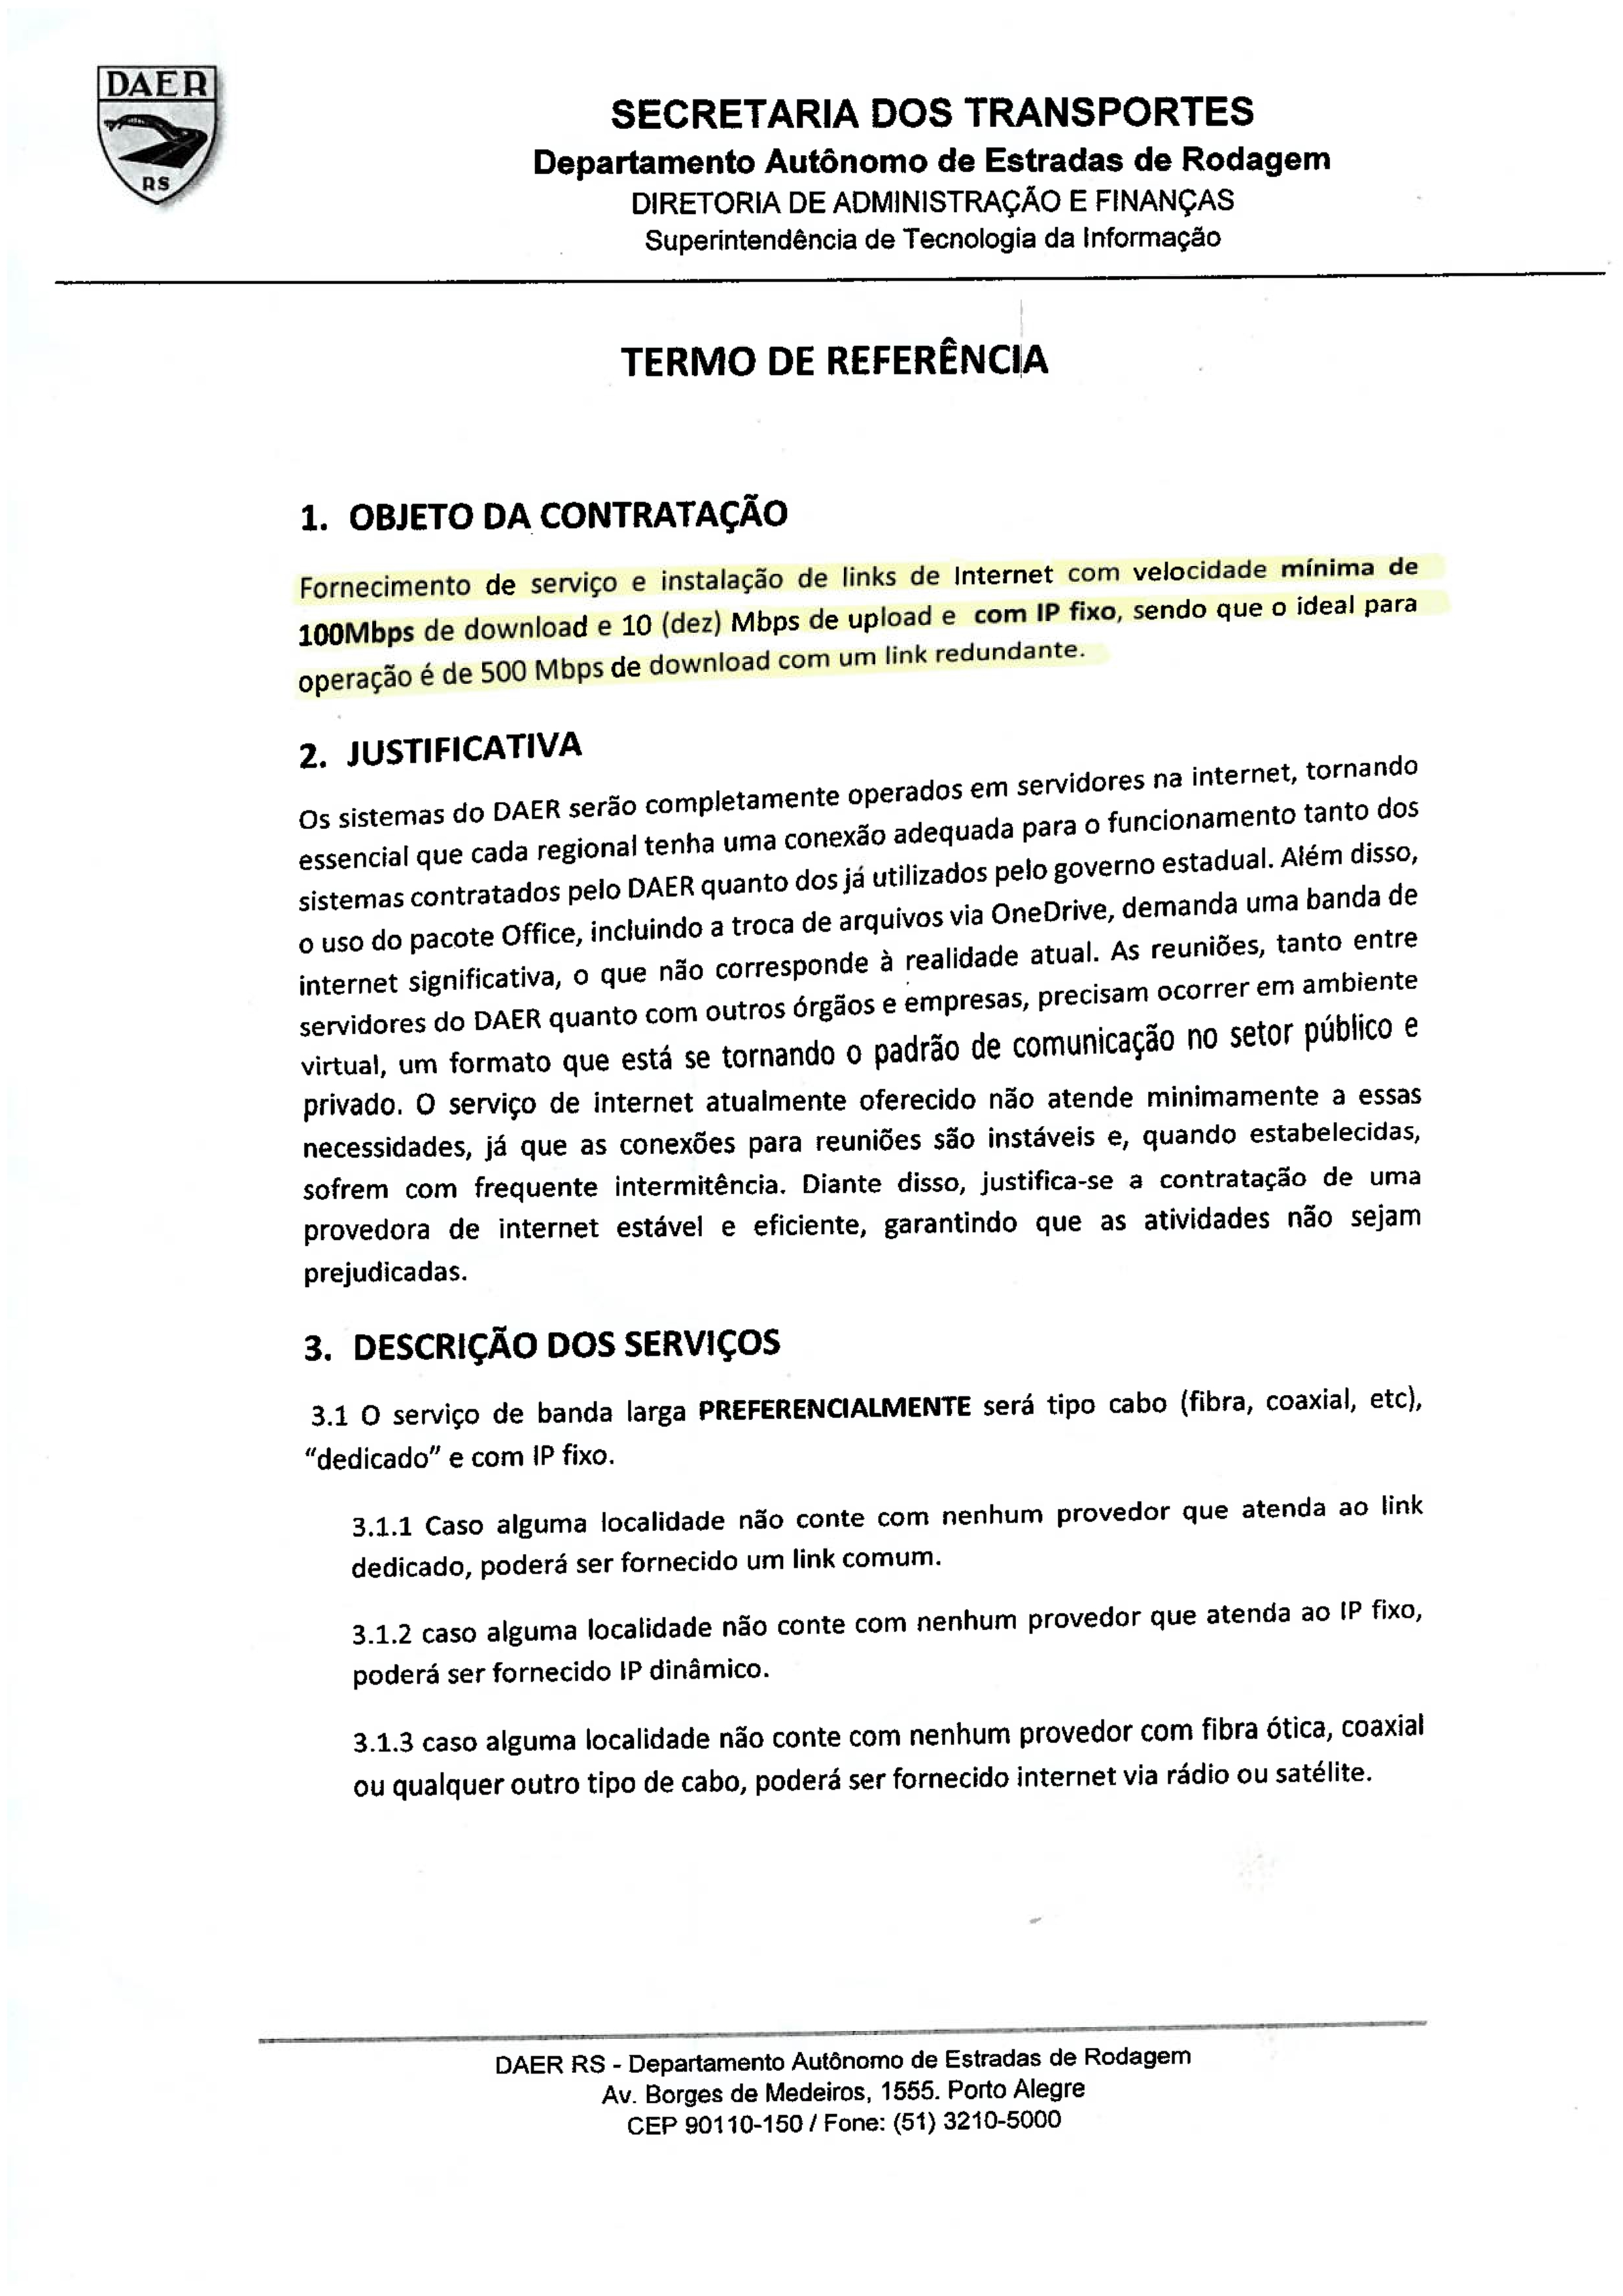 DAER
RS
SECRETARIA DOS TRANSPORTES
Departamento Autônomo de Estradas de Rodagem
DIRETORIA DE ADMINISTRAÇÃO E FINANÇAS
Superintendência de Tecnologia da Informação
TERMO DE REFERÊNCIA
1. OBJETO DA CONTRATAÇÃO
Fornecimento de serviço e instalação de links de Internet com velocidade mínima de
100Mbps de download e 10 (dez) Mbps de upload e com IP fixo, sendo que o ideal para
operação é de 500 Mbps de download com um link redundante.
2. JUSTIFICATIVA
Os sistemas do DAER serão completamente operados em servidores na internet, tornando
essencial que cada regional tenha uma conexão adequada para o funcionamento tanto dos
sistemas contratados pelo DAER quanto dos já utilizados pelo governo estadual. Além disso,
o uso do pacote Office, incluindo a troca de arquivos via OneDrive, demanda uma banda de
internet significativa, o que não corresponde à realidade atual. As reuniões, tanto entre
servidores do DAER quanto com outros órgãos e empresas, precisam ocorrer em ambiente
virtual, um formato que está se tornando o padrão de comunicação no setor público e
privado. O serviço de internet atualmente oferecido não atende minimamente a essas
necessidades, já que as conexões para reuniões são instáveis e, quando estabelecidas,
sofrem com frequente intermitência. Diante disso, justifica-se a contratação de uma
provedora de internet estável e eficiente, garantindo que as atividades não sejam
prejudicadas.
3. DESCRIÇÃO DOS SERVIÇOS
3.1 O serviço de banda larga PREFERENCIALMENTE será tipo cabo (fibra, coaxial, etc),
“dedicado” e com IP fixo.
3.1.1 Caso alguma localidade não conte com nenhum provedor que atenda ao link
dedicado, poderá ser fornecido um link comum.
3.1.2 caso alguma localidade não conte com nenhum provedor que atenda ao IP fixo,
poderá ser fornecido IP dinâmico.
3.1.3 caso alguma localidade não conte com nenhum provedor com fibra ótica, coaxial
ou qualquer outro tipo de cabo, poderá ser fornecido internet via rádio ou satélite.
DAER RS - Departamento Autônomo de Estradas de Rodagem
Av. Borges de Medeiros, 1555. Porto Alegre
CEP 90110-150 / Fone: (51) 3210-5000